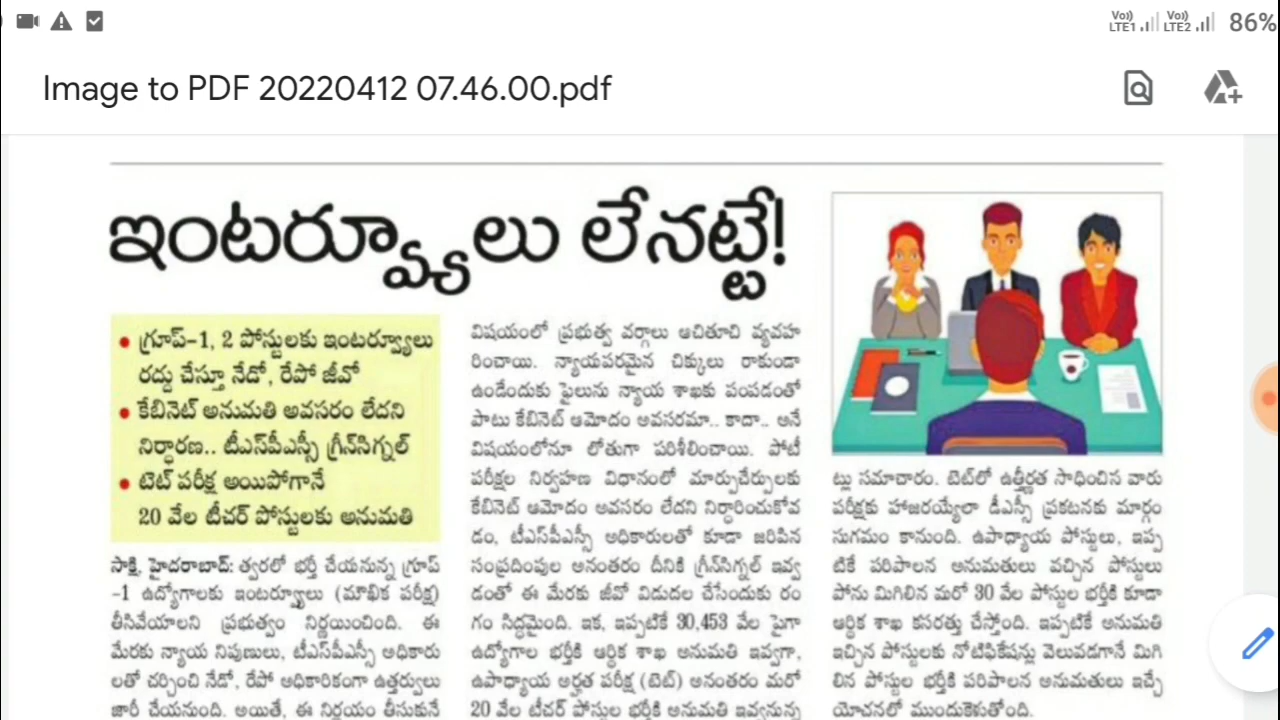 Vo)) LTE1 Vo)) LTE2 86%
Image to PDF 20220412 07.46.00.pdf
ఇంటర్వ్యూలు లేనట్టే!
• గ్రూప్-1, 2 పోస్టులకు ఇంటర్వ్యూలు
రద్దు చేస్తూ నేడో, రేపో జీవో
• కేబినెట్ అనుమతి అవసరం లేదని
నిర్ధారణ.. టీఎస్‌పీఎస్సీ గ్రీన్‌సిగ్నల్
• టెట్ పరీక్ష అయిపోగానే
20 వేల టీచర్ పోస్టులకు అనుమతి
సాక్షి, హైదరాబాద్: త్వరలో భర్తీ చేయనున్న గ్రూప్
-1 ఉద్యోగాలకు ఇంటర్వ్యూలు (మౌఖిక పరీక్ష)
తీసివేయాలని ప్రభుత్వం నిర్ణయించింది. ఈ
మేరకు న్యాయ నిపుణులు, టీఎస్‌పీఎస్సీ అధికారు
లతో చర్చించి నేడో, రేపో అధికారికంగా ఉత్తర్వులు
జారీ చేయనుంది. అయితే, ఈ నిర్ణయం తీసుకునే
విషయంలో ప్రభుత్వ వర్గాలు ఆచితూచి వ్యవహ
రించాయి. న్యాయపరమైన చిక్కులు రాకుండా
ఉండేందుకు ఫైలును న్యాయ శాఖకు పంపడంతో
పాటు కేబినెట్ ఆమోదం అవసరమా.. కాదా.. అనే
విషయంలోనూ లోతుగా పరిశీలించాయి. పోటీ
పరీక్షల నిర్వహణ విధానంలో మార్పుచేర్పులకు
కేబినెట్ ఆమోదం అవసరం లేదని నిర్ధారించుకోవ
డం, టీఎస్‌పీఎస్సీ అధికారులతో కూడా జరిపిన
సంప్రదింపుల అనంతరం దీనికి గ్రీన్‌సిగ్నల్ ఇవ్వ
డంతో ఈ మేరకు జీవో విడుదల చేసేందుకు రం
గం సిద్ధమైంది. ఇక, ఇప్పటికే 30,453 వేల పైగా
ఉద్యోగాల భర్తీకి ఆర్థిక శాఖ అనుమతి ఇవ్వగా,
ఉపాధ్యాయ అర్హత పరీక్ష (టెట్) అనంతరం మరో
20 వేల టీచర్ పోస్టుల భర్తీకి అనుమతి ఇవ్వనున్న
ట్లు సమాచారం. టెట్‌లో ఉత్తీర్ణత సాధించిన వారు
పరీక్షకు హాజరయ్యేలా డీఎస్సీ ప్రకటనకు మార్గం
సుగమం కానుంది. ఉపాధ్యాయ పోస్టులు, ఇప్ప
టికే పరిపాలన అనుమతులు వచ్చిన పోస్టులు
పోను మిగిలిన మరో 30 వేల పోస్టుల భర్తీకి కూడా
ఆర్థిక శాఖ కసరత్తు చేస్తోంది. ఇప్పటికే అనుమతి
ఇచ్చిన పోస్టులకు నోటిఫికేషన్లు వెలువడగానే మిగి
లిన పోస్టుల భర్తీకి పరిపాలన అనుమతులు ఇచ్చే
యోచనలో ముందుకెళుతోంది.